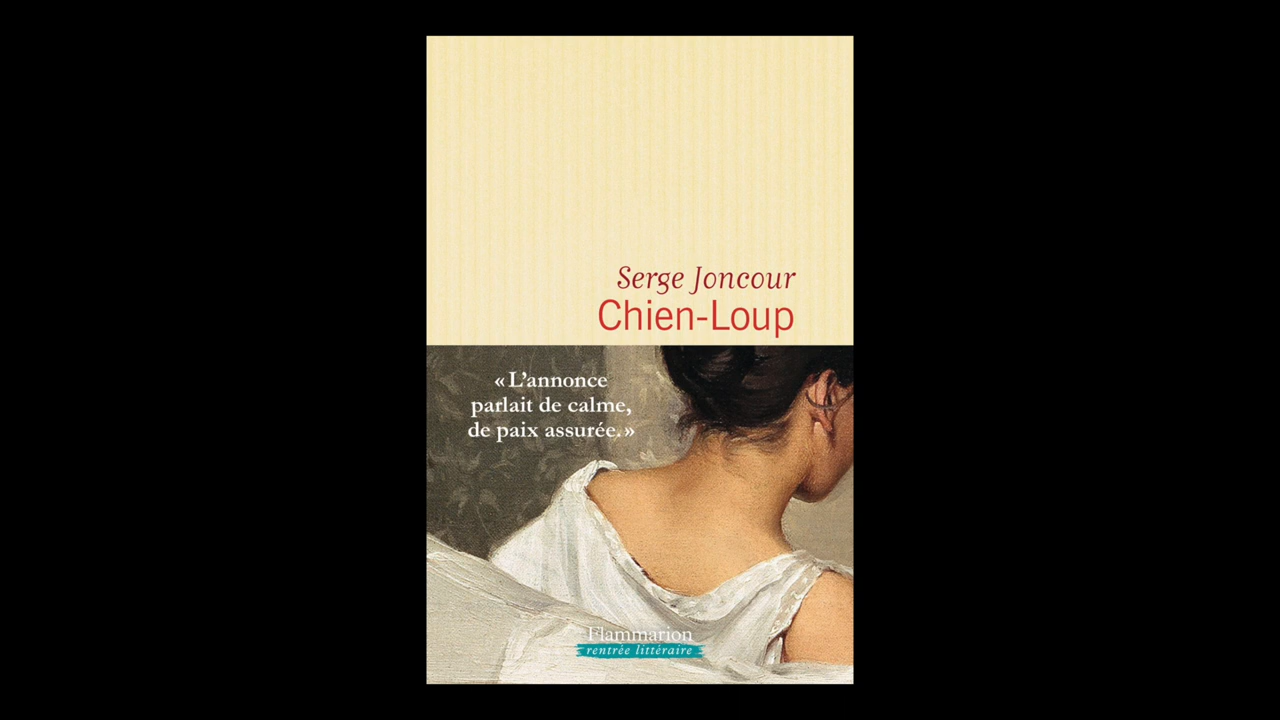 Serge Joncour
Chien-Loup
« L’annonce
parlait de calme,
de paix assurée. »
Flammarion
rentrée littéraire